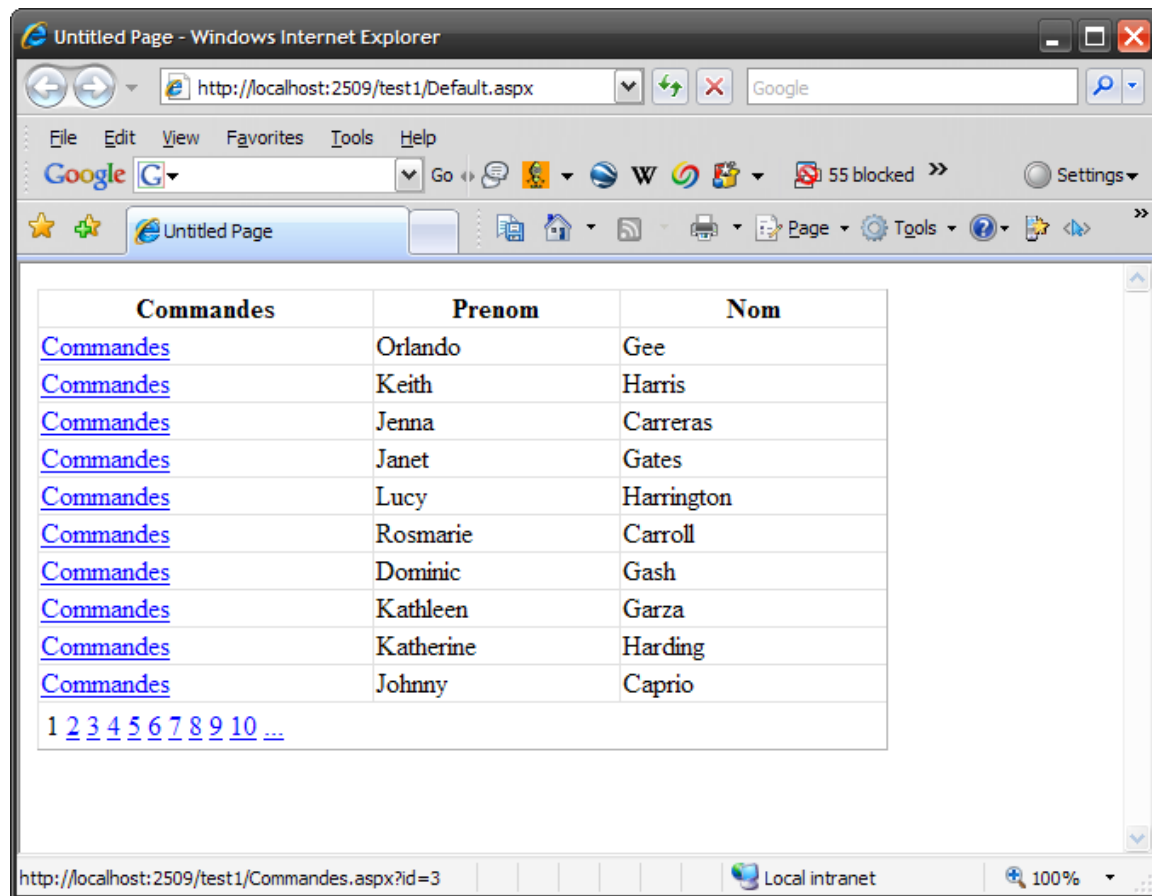 Untitled Page - Windows Internet Explorer
http://localhost:2509/test1/Default.aspx Google
File Edit View Favorites Tools Help
Google G Go W 55 blocked » Settings
Untitled Page Page Tools »
Commandes Prenom Nom
Commandes Orlando Gee
Commandes Keith Harris
Commandes Jenna Carreras
Commandes Janet Gates
Commandes Lucy Harrington
Commandes Rosmarie Carroll
Commandes Dominic Gash
Commandes Kathleen Garza
Commandes Katherine Harding
Commandes Johnny Caprio
1 2 3 4 5 6 7 8 9 10 ...
http://localhost:2509/test1/Commandes.aspx?id=3 Local intranet 100%